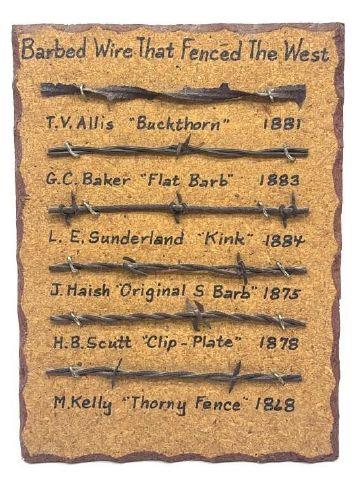 Barbed Wire That Fenced The West
T.V. Allis "Buckthorn" 1881
G.C. Baker "Flat Barb" 1883
L. E. Sunderland "Kink" 1884
J. Haish "Original S Barb" 1875
H.B. Scutt "Clip-Plate" 1878
M.Kelly "Thorny Fence" 1868